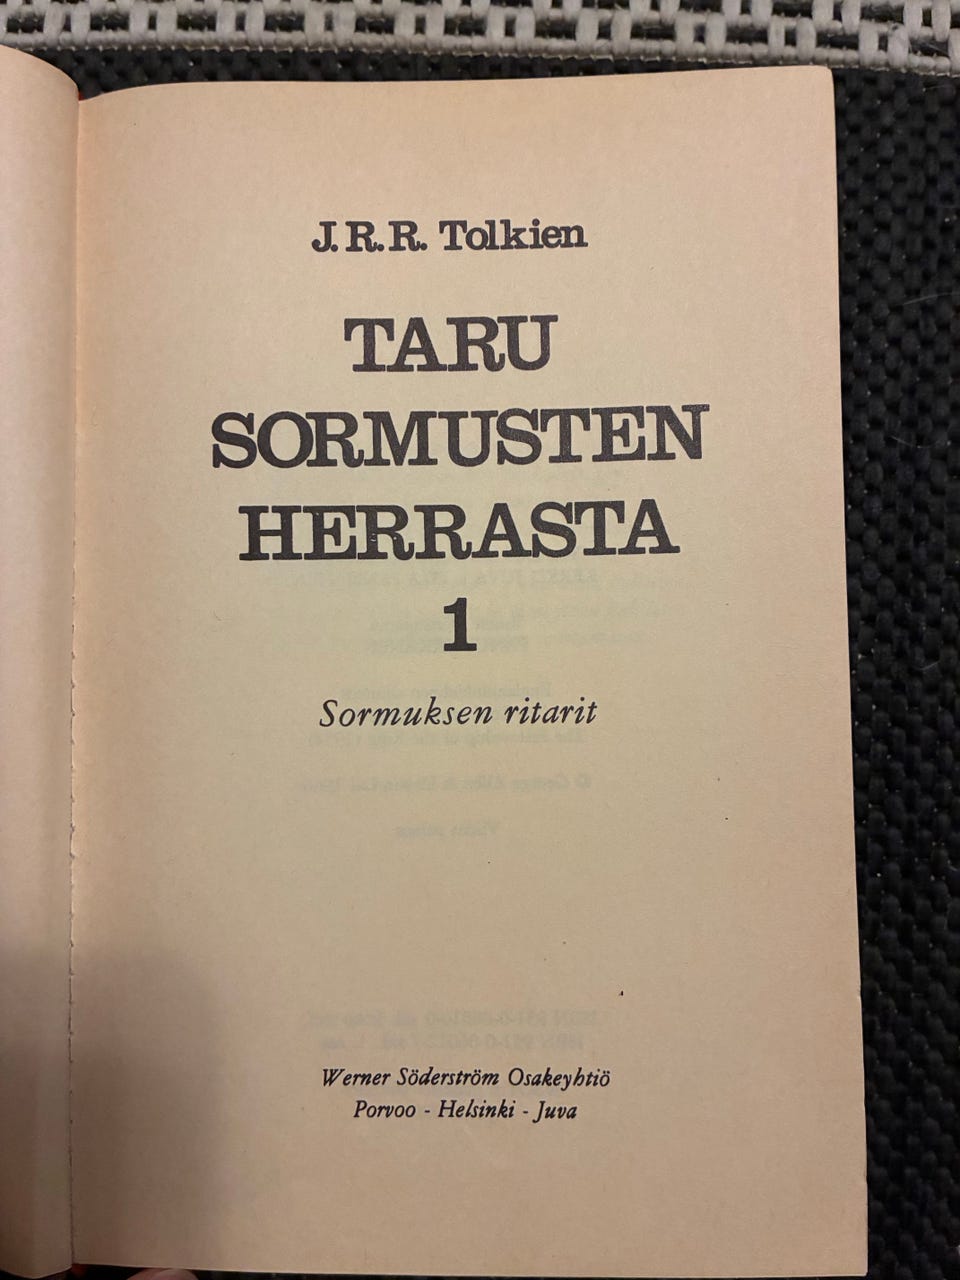 J.R.R. Tolkien
TARU
SORMUSTEN
HERRASTA
1
Sormuksen ritarit
Werner Söderström Osakeyhtiö
Porvoo - Helsinki - Juva